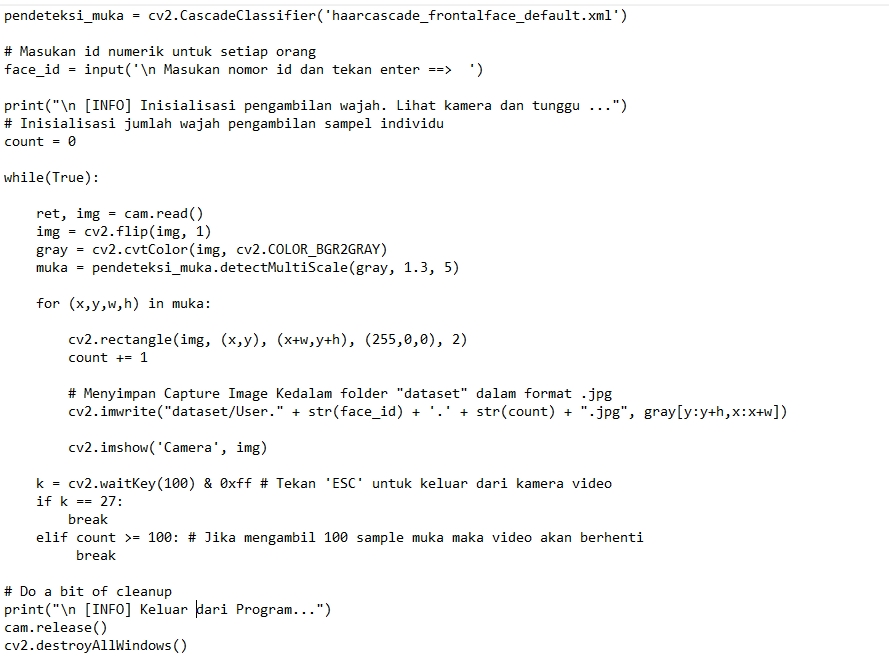 pendeteksi_muka = cv2.CascadeClassifier('haarcascade_frontalface_default.xml')
# Masukan id numerik untuk setiap orang
face_id = input('\n Masukan nomor id dan tekan enter ==>  ')
print("\n [INFO] Inisialisasi pengambilan wajah. Lihat kamera dan tunggu ...")
# Inisialisasi jumlah wajah pengambilan sampel individu
count = 0
while(True):
    ret, img = cam.read()
    img = cv2.flip(img, 1)
    gray = cv2.cvtColor(img, cv2.COLOR_BGR2GRAY)
    muka = pendeteksi_muka.detectMultiScale(gray, 1.3, 5)
    for (x,y,w,h) in muka:
        cv2.rectangle(img, (x,y), (x+w,y+h), (255,0,0), 2)
        count += 1
        # Menyimpan Capture Image Kedalam folder "dataset" dalam format .jpg
        cv2.imwrite("dataset/User." + str(face_id) + '.' + str(count) + ".jpg", gray[y:y+h,x:x+w])
        cv2.imshow('Camera', img)
    k = cv2.waitKey(100) & 0xff # Tekan 'ESC' untuk keluar dari kamera video
    if k == 27:
        break
    elif count >= 100: # Jika mengambil 100 sample muka maka video akan berhenti
         break
# Do a bit of cleanup
print("\n [INFO] Keluar dari Program...")
cam.release()
cv2.destroyAllWindows()